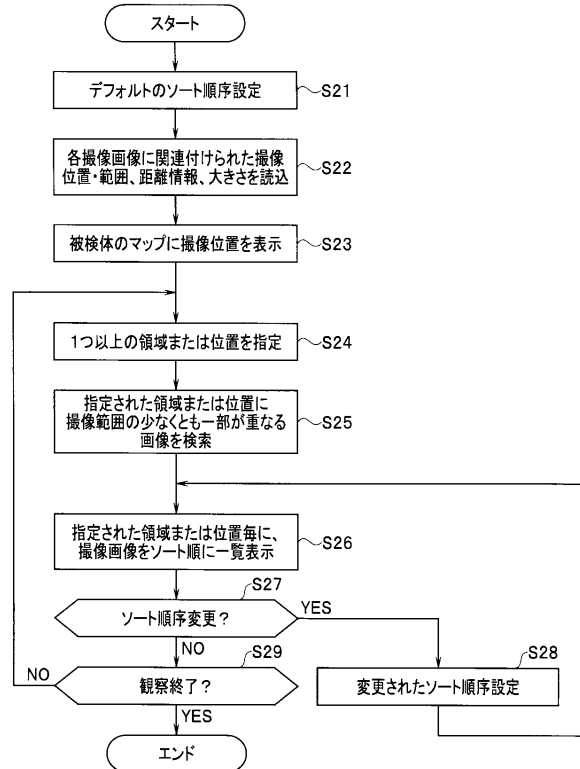 スタート
デフォルトのソート順序設定
S21
各撮像画像に関連付けられた撮像
位置・範囲、距離情報、大きさを読込
S22
被検体のマップに撮像位置を表示
S23
1つ以上の領域または位置を指定
S24
指定された領域または位置に
撮像範囲の少なくとも一部が重なる
画像を検索
S25
指定された領域または位置毎に、
撮像画像をソート順に一覧表示
S26
S27
ソート順序変更?
YES
NO
S28
変更されたソート順序設定
S29
NO
観察終了?
YES
エンド